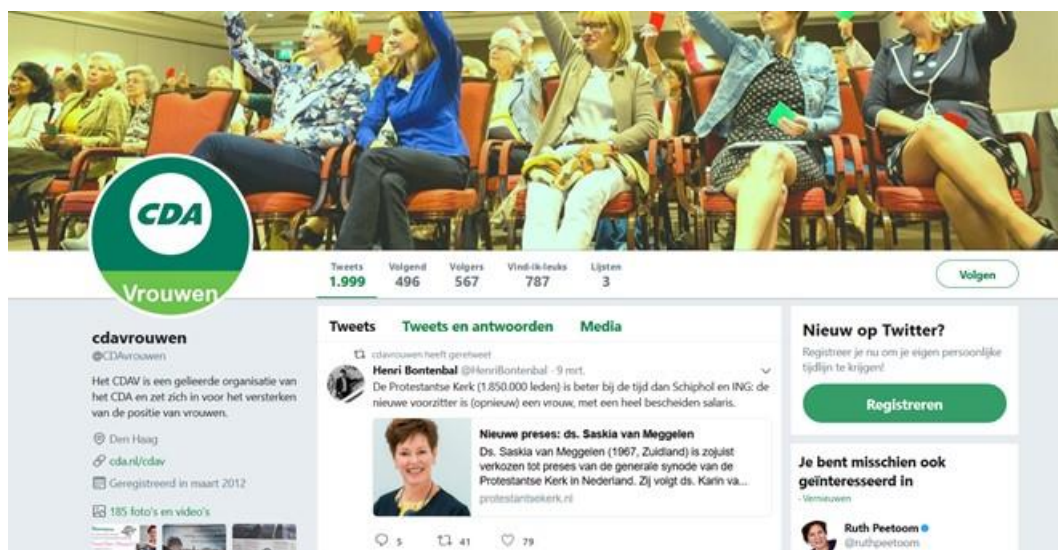 CDA
Vrouwen
Tweets Volgend Volgers Vind-ik-leuks Lijsten
1.999 496 567 787 3
Volgen
cdavrouwen
@CDAvrouwen
Het CDAV is een gelieerde organisatie van
het CDA en zet zich in voor het versterken
van de positie van vrouwen.
Den Haag
cda.nl/cdav
Geregistreerd in maart 2012
185 foto's en video's
Tweets Tweets en antwoorden Media
cdavrouwen heeft geretweet
Henri Bontenbal @HenriBontenbal · 9 mrt.
De Protestantse Kerk (1.850.000 leden) is beter bij de tijd dan Schiphol en ING: de
nieuwe voorzitter is (opnieuw) een vrouw, met een heel bescheiden salaris.
Nieuwe preses: ds. Saskia van Meggelen
Ds. Saskia van Meggelen (1967, Zuidland) is zojuist
verkozen tot preses van de generale synode van de
Protestantse Kerk in Nederland. Zij volgt ds. Karin va...
protestantsekerk.nl
5 41 79
Nieuw op Twitter?
Registreer je nu om je eigen persoonlijke
tijdlijn te krijgen!
Registreren
Je bent misschien ook
geïnteresseerd in
· Vernieuwen
Ruth Peetoom
@ruthpeetoom